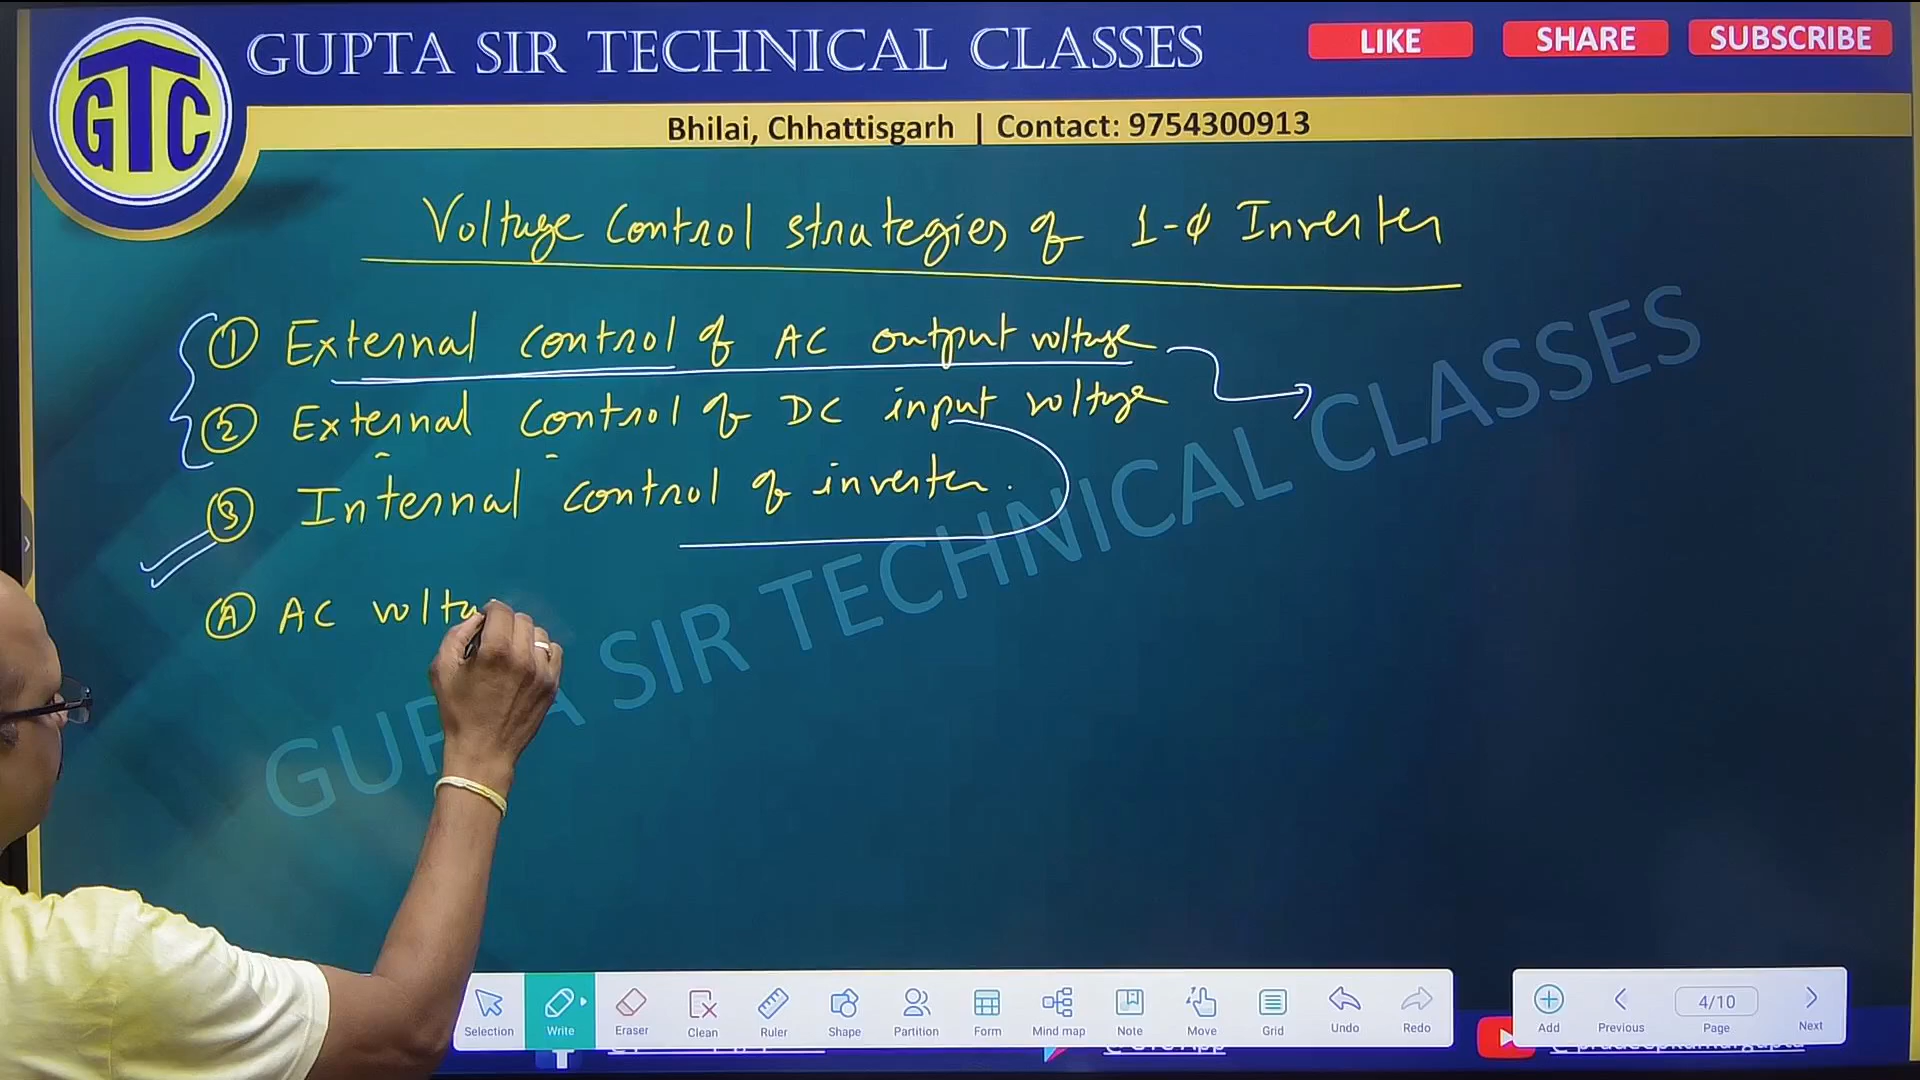 GTC
GUPTA SIR TECHNICAL CLASSES
LIKE
SHARE
SUBSCRIBE
Bhilai, Chhattisgarh | Contact: 9754300913
Voltage Control strategies of 1-ϕ Inverter
① External control of AC output voltage
② External Control of DC input voltage
③ Internal control of inverter.
Ⓐ AC volta
GUPTA SIR TECHNICAL CLASSES
Selection
Write
Eraser
Clean
Ruler
Shape
Partition
Form
Mind map
Note
Move
Grid
Undo
Redo
Add
Previous
4/10
Page
Next